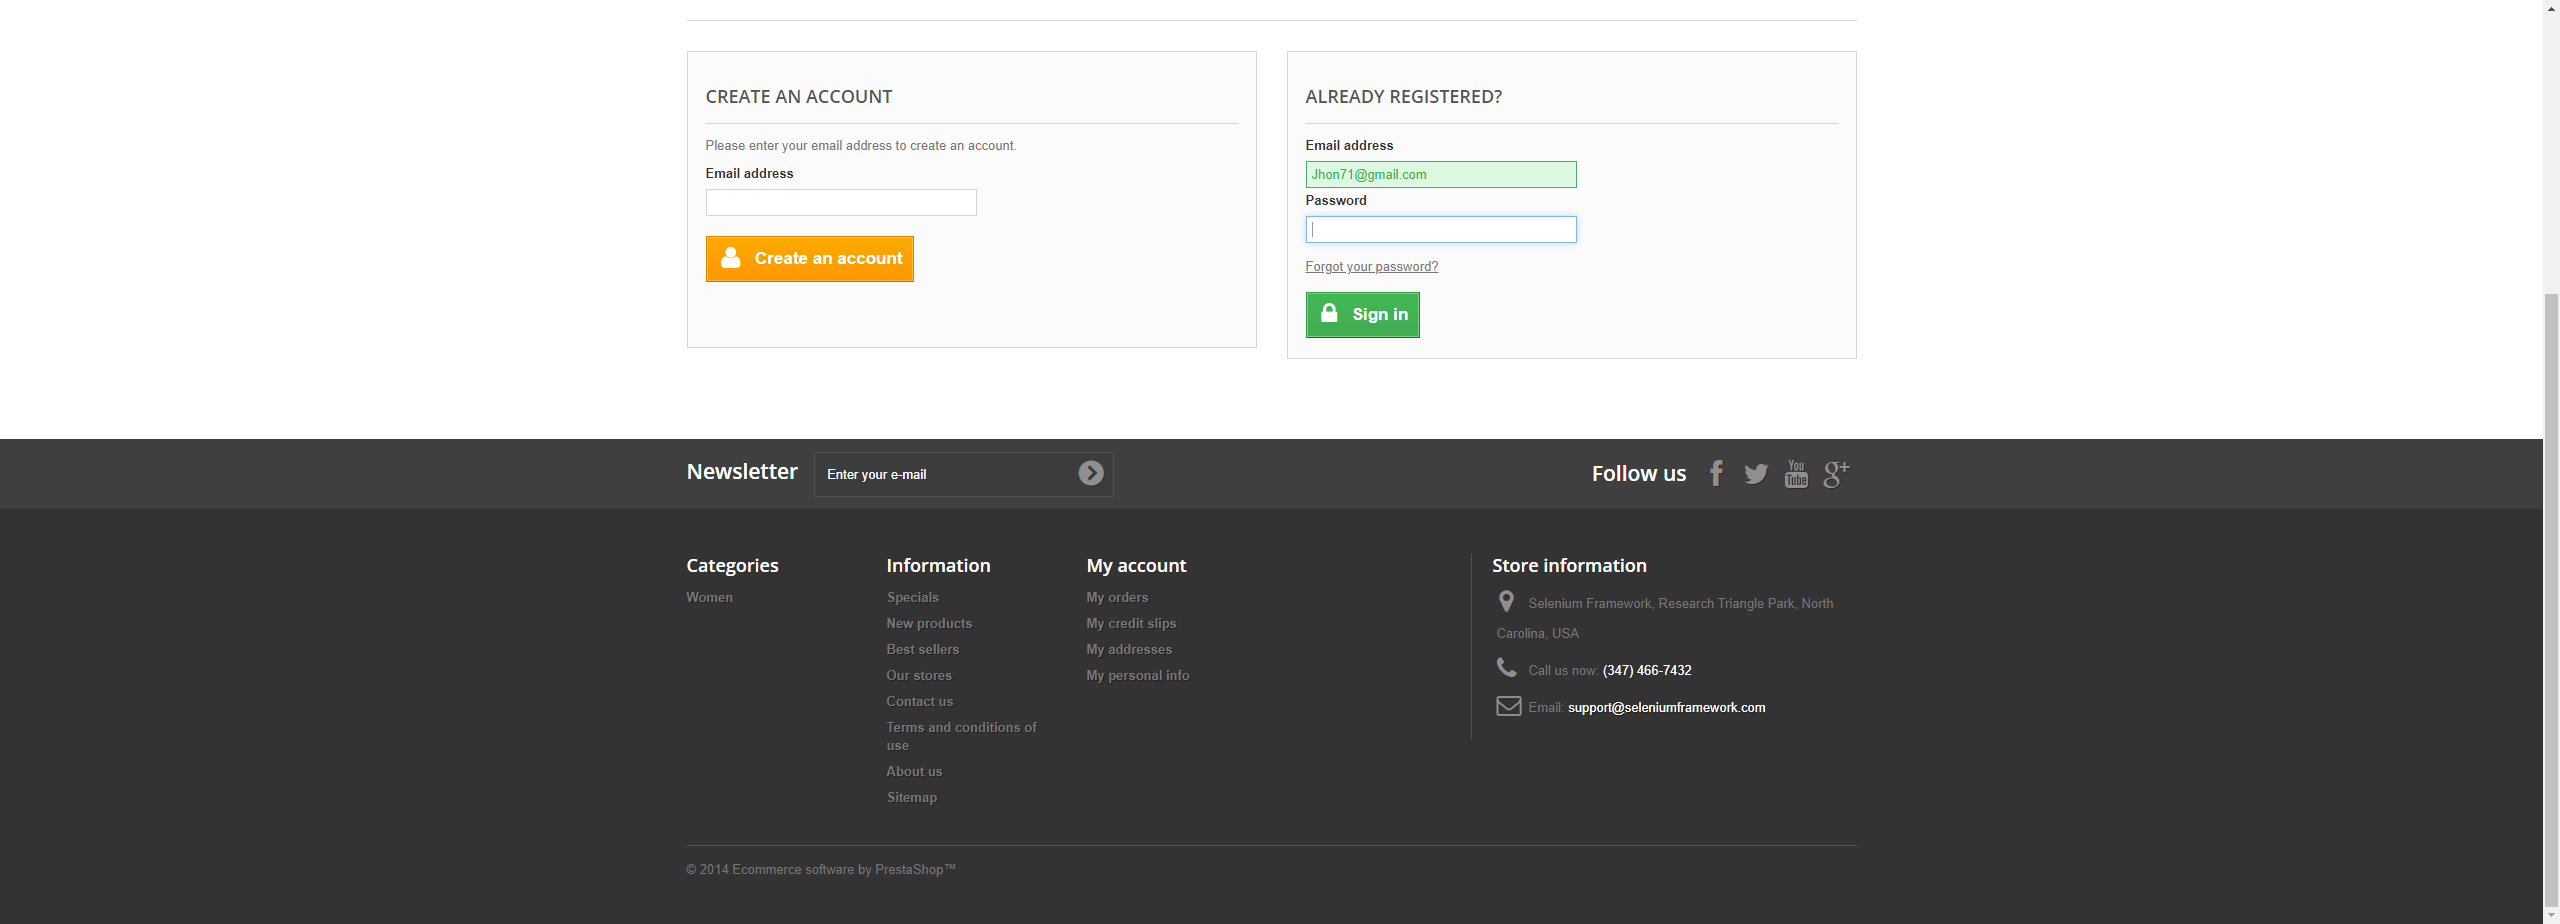 CREATE AN ACCOUNT
Please enter your email address to create an account.
Email address
Create an account
ALREADY REGISTERED?
Email address
Jhon71@gmail.com
Password
Forgot your password?
Sign in
Newsletter
Enter your e-mail
Follow us
You
Tube
g+
Categories
Women
Information
Specials
New products
Best sellers
Our stores
Contact us
Terms and conditions of
use
About us
Sitemap
My account
My orders
My credit slips
My addresses
My personal info
Store information
Selenium Framework, Research Triangle Park, North
Carolina, USA
Call us now: (347) 466-7432
Email: support@seleniumframework.com
© 2014 Ecommerce software by PrestaShop™